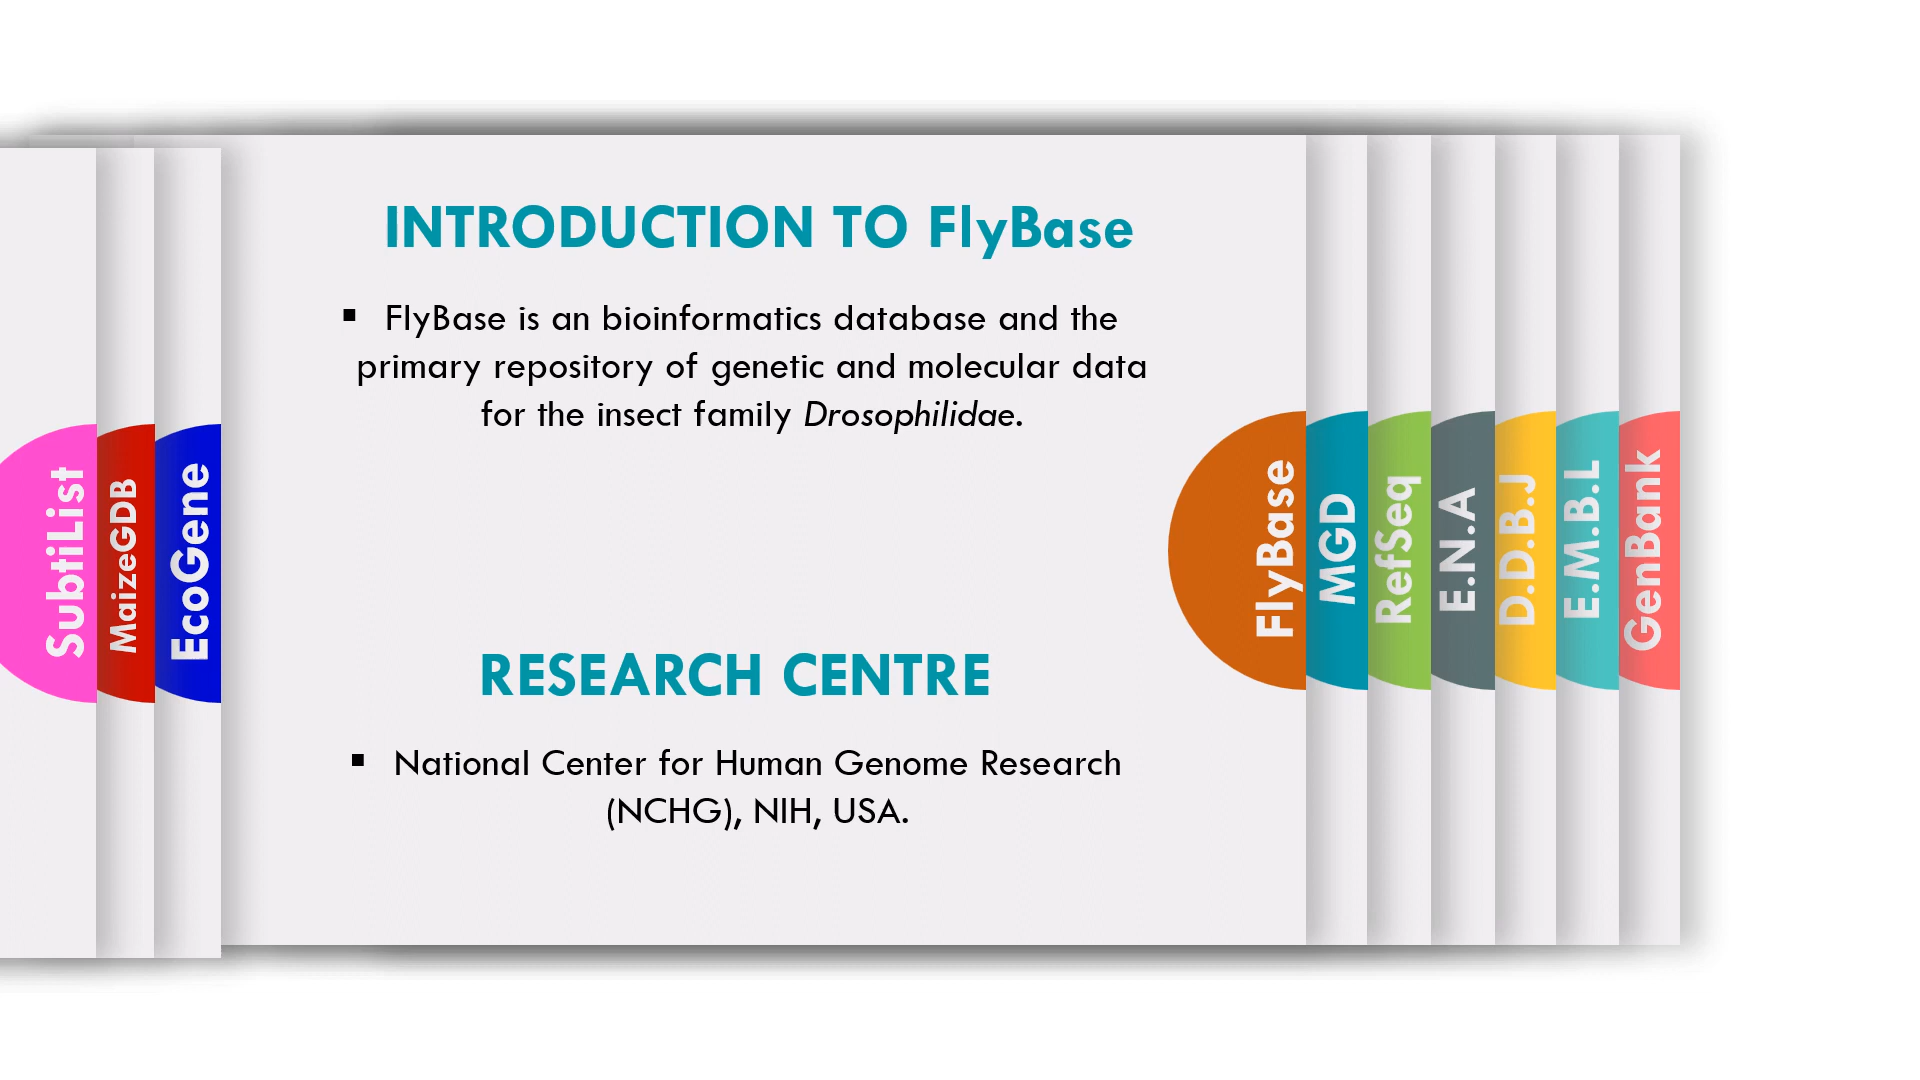 INTRODUCTION TO FlyBase
▪ FlyBase is an bioinformatics database and the
primary repository of genetic and molecular data
for the insect family Drosophilidae.
RESEARCH CENTRE
▪ National Center for Human Genome Research
(NCHG), NIH, USA.
SubtiList
MaizeGDB
EcoGene
FlyBase
MGD
RefSeq
E.N.A
D.D.B.J
E.M.B.L
GenBank